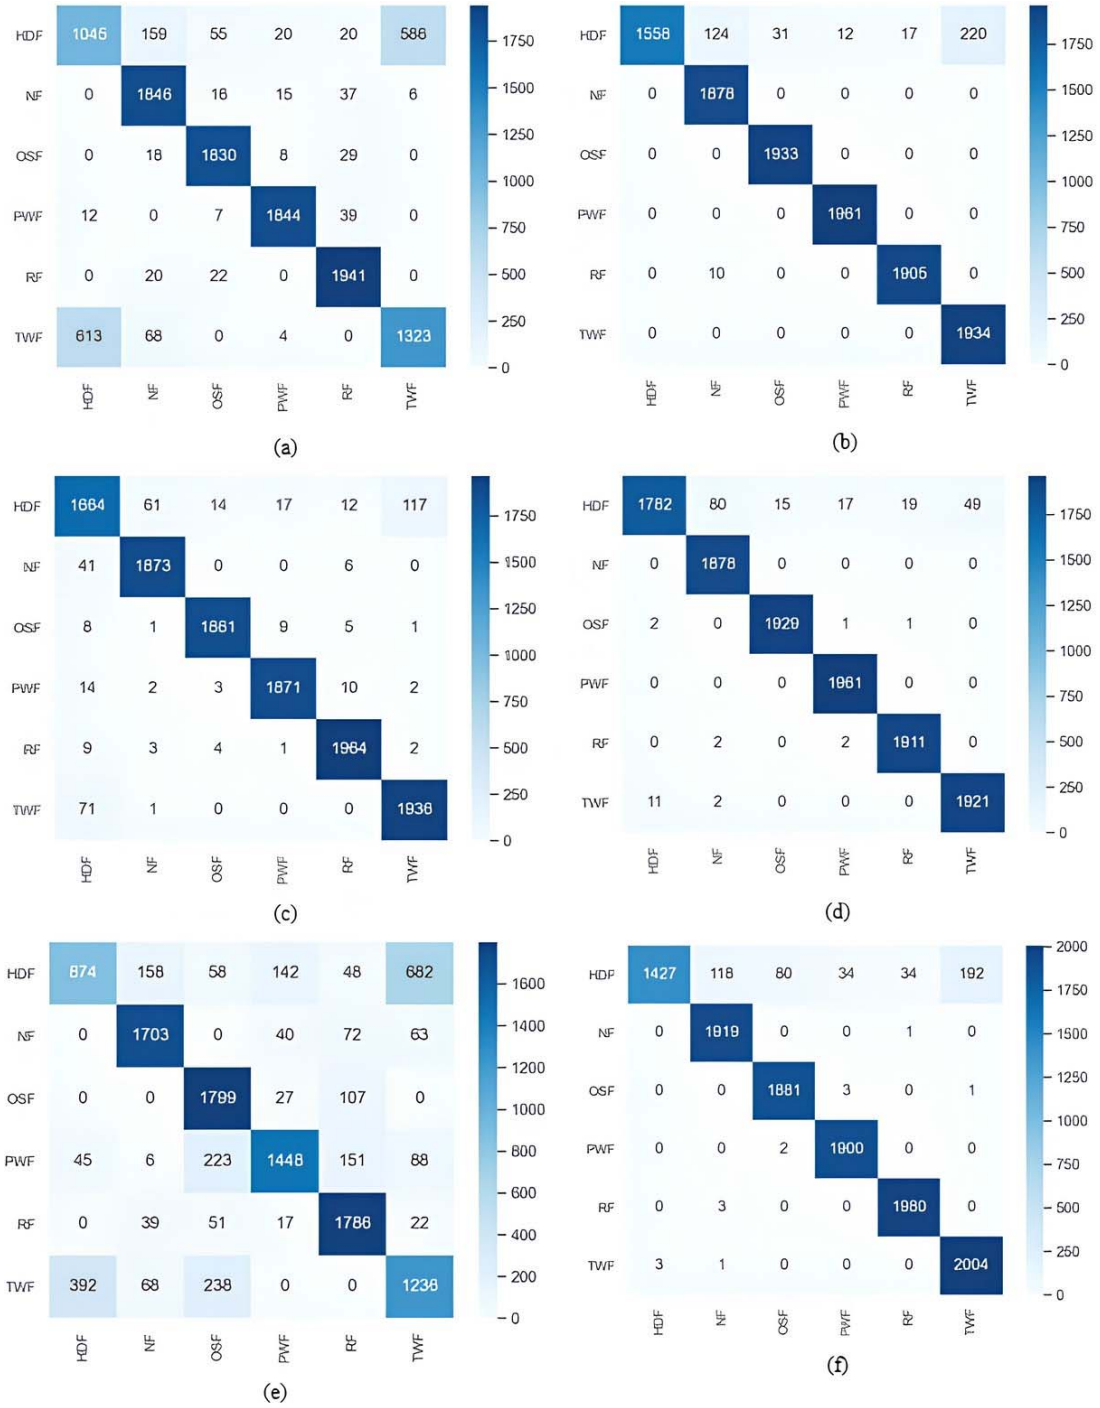 HDF 1046 159 55 20 20 586
NF 0 1846 16 15 37 6
OSF 0 18 1830 8 29 0
PWF 12 0 7 1844 39 0
RF 0 20 22 0 1941 0
TWF 613 68 0 4 0 1323
HDF NF OSF PWF RF TWF
1750
1500
1250
1000
750
500
250
0
(a)
HDF 1558 124 31 12 17 220
NF 0 1878 0 0 0 0
OSF 0 0 1933 0 0 0
PWF 0 0 0 1961 0 0
RF 0 10 0 0 1905 0
TWF 0 0 0 0 0 1934
HDF NF OSF PWF RF TWF
1750
1500
1250
1000
750
500
250
0
(b)
HDF 1664 61 14 17 12 117
NF 41 1873 0 0 6 0
OSF 8 1 1861 9 5 1
PWF 14 2 3 1871 10 2
RF 9 3 4 1 1964 2
TWF 71 1 0 0 0 1936
HDF NF OSF PWF RF TWF
1750
1500
1250
1000
750
500
250
0
(c)
HDF 1782 80 15 17 19 49
NF 0 1878 0 0 0 0
OSF 2 0 1929 1 1 0
PWF 0 0 0 1961 0 0
RF 0 2 0 2 1911 0
TWF 11 2 0 0 0 1921
HDF NF OSF PWF RF TWF
1750
1500
1250
1000
750
500
250
0
(d)
HDF 874 158 58 142 48 682
NF 0 1703 0 40 72 63
OSF 0 0 1799 27 107 0
PWF 45 6 223 1448 151 88
RF 0 39 51 17 1786 22
TWF 392 68 238 0 0 1236
HDF NF OSF PWF RF TWF
1600
1400
1200
1000
800
600
400
200
0
(e)
HDF 1427 118 80 34 34 192
NF 0 1919 0 0 1 0
OSF 0 0 1881 3 0 1
PWF 0 0 2 1900 0 0
RF 0 3 0 0 1980 0
TWF 3 1 0 0 0 2004
HDF NF OSF PWF RF TWF
2000
1750
1500
1250
1000
750
500
250
0
(f)